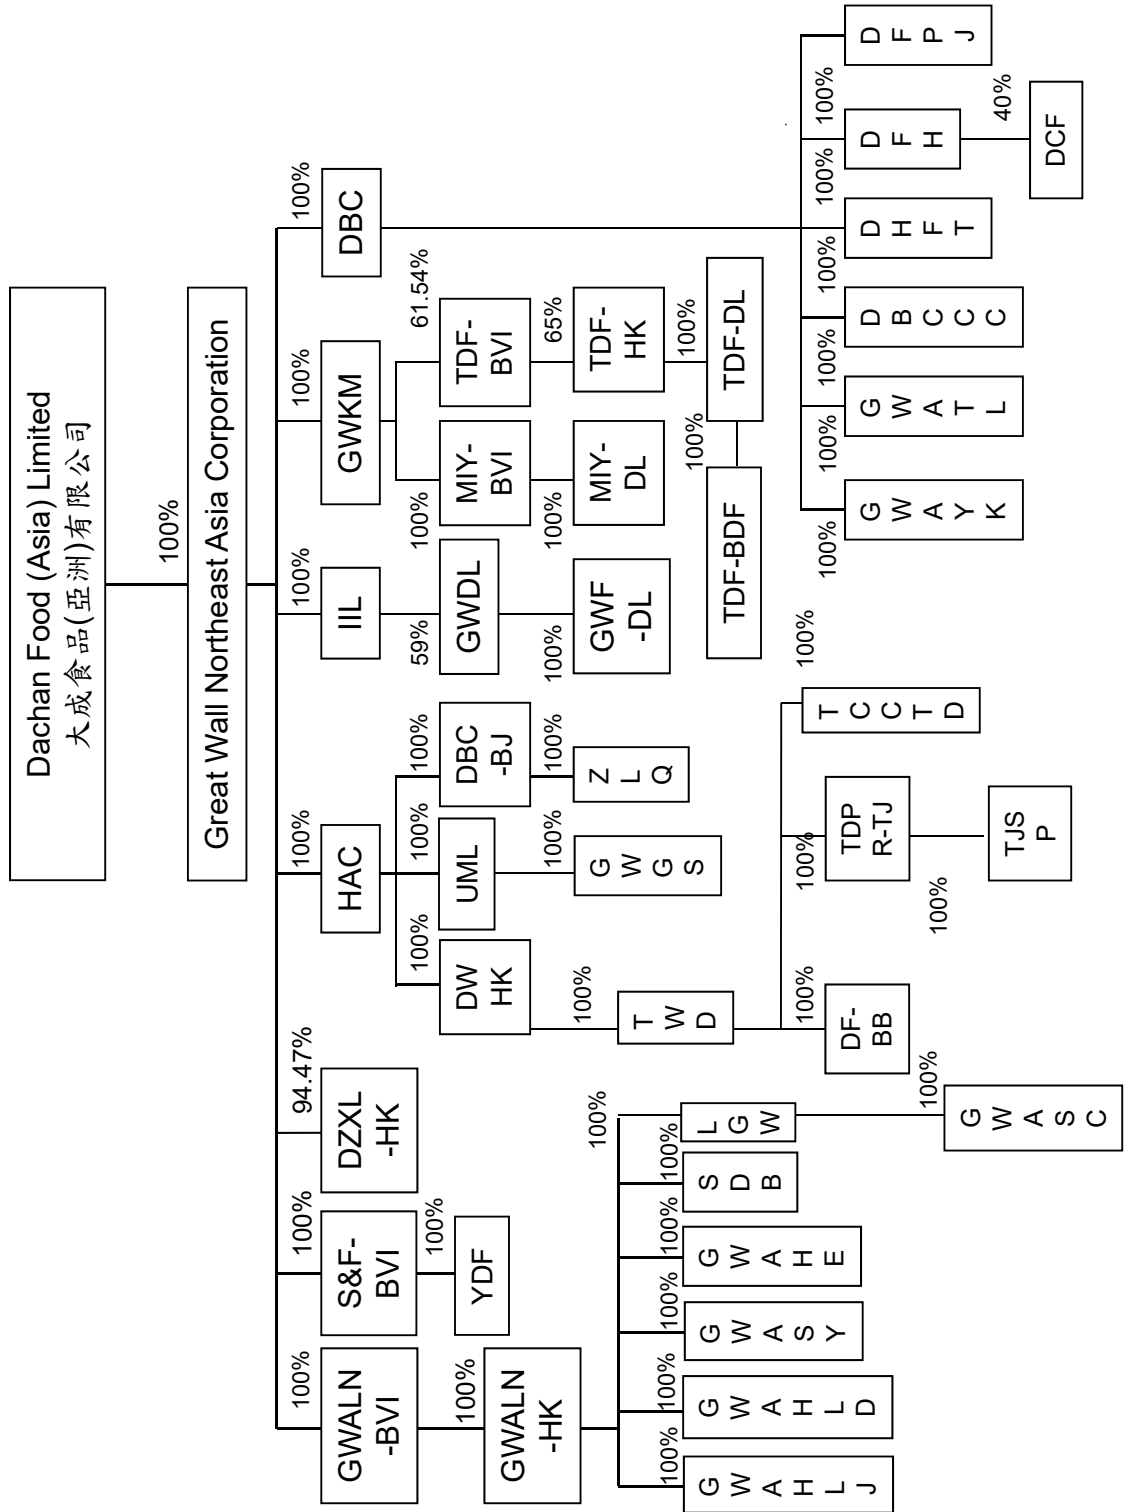 Dachan Food (Asia) Limited
大成食品(亞洲)有限公司
100%
Great Wall Northeast Asia Corporation
100%
100%
94.47%
100%
100%
100%
100%
GWALN
-BVI
S&F-
BVI
DZXL
-HK
HAC
IIL
GWKM
DBC
100%
100%
100%
100%
100%
59%
100%
61.54%
GWALN
-HK
YDF
DW
HK
UML
DBC
-BJ
GWDL
MIY-
BVI
TDF-
BVI
100%
100%
100%
100%
100%
65%
TWD
GWGS
ZLQ
GWF
-DL
MIY-
DL
TDF-
HK
100%
100%
100%
100%
100%
100%
100%
100%
GWAHLJ
GWAHLD
GWASY
GWAHE
SDB
LGW
TDF-BDF
TDF-DL
100%
100%
100%
100%
100%
100%
100%
100%
100%
DF-
BB
TDP
R-TJ
TCCTD
GWAYK
GWATL
DBCCC
DHFT
DFH
DFPJ
100%
100%
40%
GWASC
TJS
P
DCF